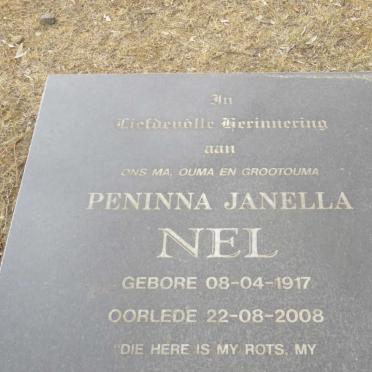 In
Liefdevolle Herinnering
aan
ONS MA, OUMA EN GROOTOUMA
PENINNA JANELLA
NEL
GEBORE 08-04-1917
OORLEDE 22-08-2008
"DIE HERE IS MY ROTS, MY